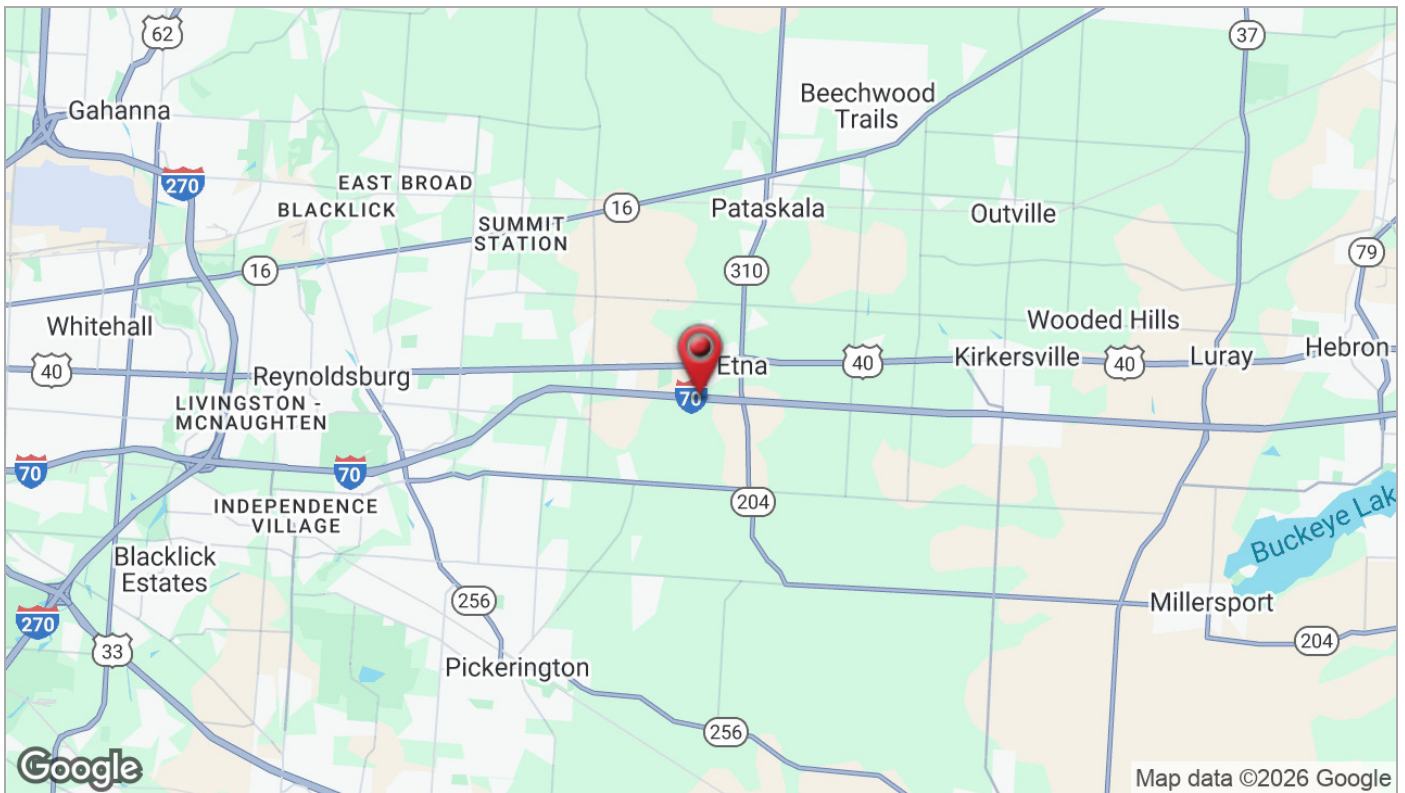 62
37
Gahanna
Beechwood
Trails
270
EAST BROAD
BLACKLICK
16
Pataskala
Outville
SUMMIT
STATION
79
16
310
Whitehall
Wooded Hills
40
Reynoldsburg
Etna
40
Kirkersville
40
Luray
Hebron
LIVINGSTON -
MCNAUGHTEN
70
70
70
INDEPENDENCE
VILLAGE
204
Buckeye Lak
Blacklick
Estates
256
Millersport
270
33
204
Pickerington
256
Google
Map data ©2026 Google